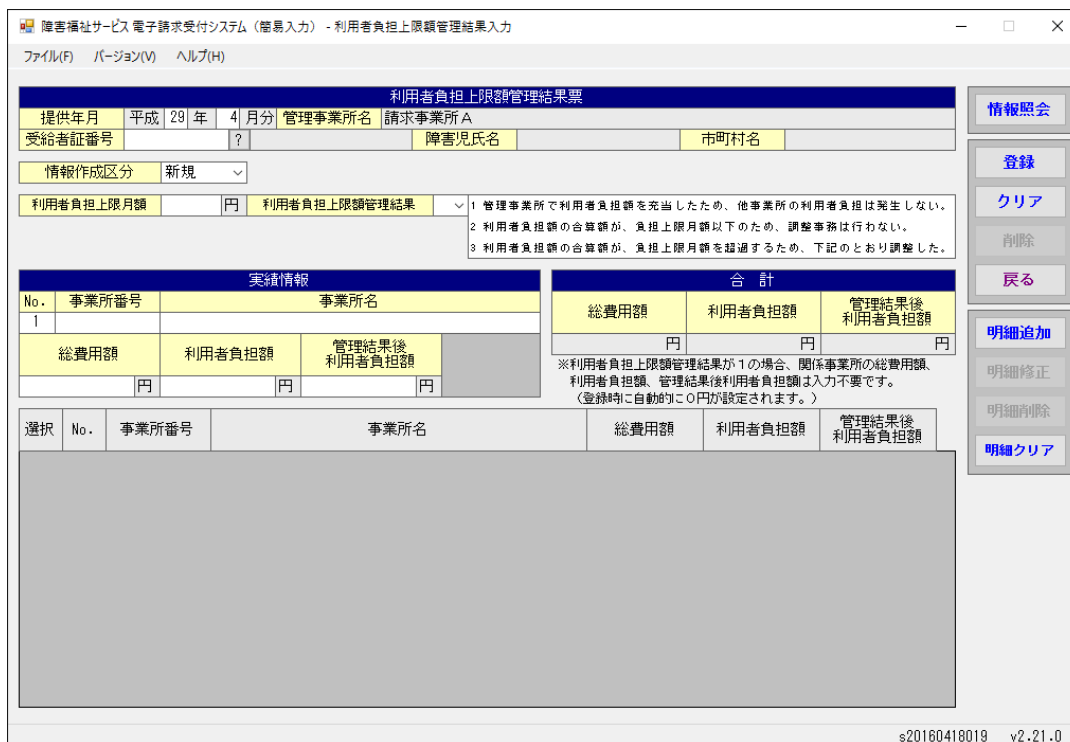 障害福祉サービス 電子請求受付システム (簡易入力) - 利用者負担上限額管理結果入力
ファイル(F) バージョン(V) ヘルプ(H)
利用者負担上限額管理結果票
提供年月 平成 29 年 4 月分 管理事業所名 請求事業所A
受給者証番号 ? 障害児氏名 市町村名
情報作成区分 新規
利用者負担上限月額 円 利用者負担上限額管理結果
1 管理事業所で利用者負担額を充当したため、他事業所の利用者負担は発生しない。
2 利用者負担額の合算額が、負担上限月額以下のため、調整事務は行わない。
3 利用者負担額の合算額が、負担上限月額を超過するため、下記のとおり調整した。
実績情報
No. 事業所番号 事業所名
1
総費用額 利用者負担額 管理結果後
利用者負担額
円 円 円
合 計
総費用額 利用者負担額 管理結果後
利用者負担額
円 円 円
※利用者負担上限額管理結果が1の場合、関係事業所の総費用額、
利用者負担額、管理結果後利用者負担額は入力不要です。
(登録時に自動的に0円が設定されます。)
選択 No. 事業所番号 事業所名 総費用額 利用者負担額 管理結果後
利用者負担額
情報照会
登録
クリア
削除
戻る
明細追加
明細修正
明細削除
明細クリア
s20160418019 v2.21.0